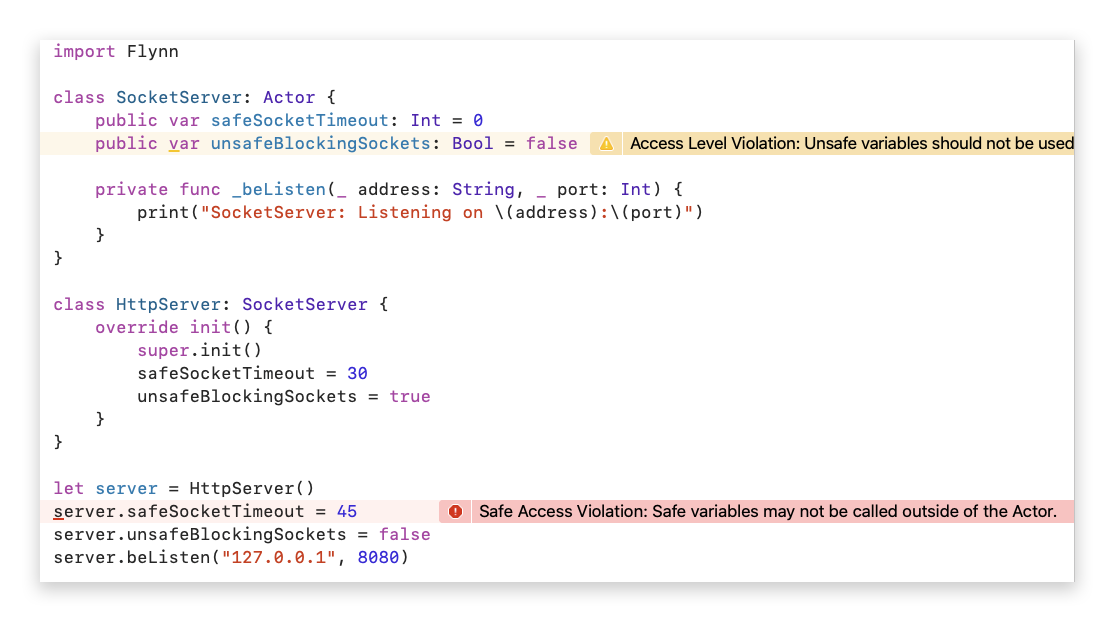 import Flynn
class SocketServer: Actor {
    public var safeSocketTimeout: Int = 0
    public var unsafeBlockingSockets: Bool = false Access Level Violation: Unsafe variables should not be used
    private func _beListen(_ address: String, _ port: Int) {
        print("SocketServer: Listening on \(address):\(port)")
    }
}
class HttpServer: SocketServer {
    override init() {
        super.init()
        safeSocketTimeout = 30
        unsafeBlockingSockets = true
    }
}
let server = HttpServer()
server.safeSocketTimeout = 45 Safe Access Violation: Safe variables may not be called outside of the Actor.
server.unsafeBlockingSockets = false
server.beListen("127.0.0.1", 8080)